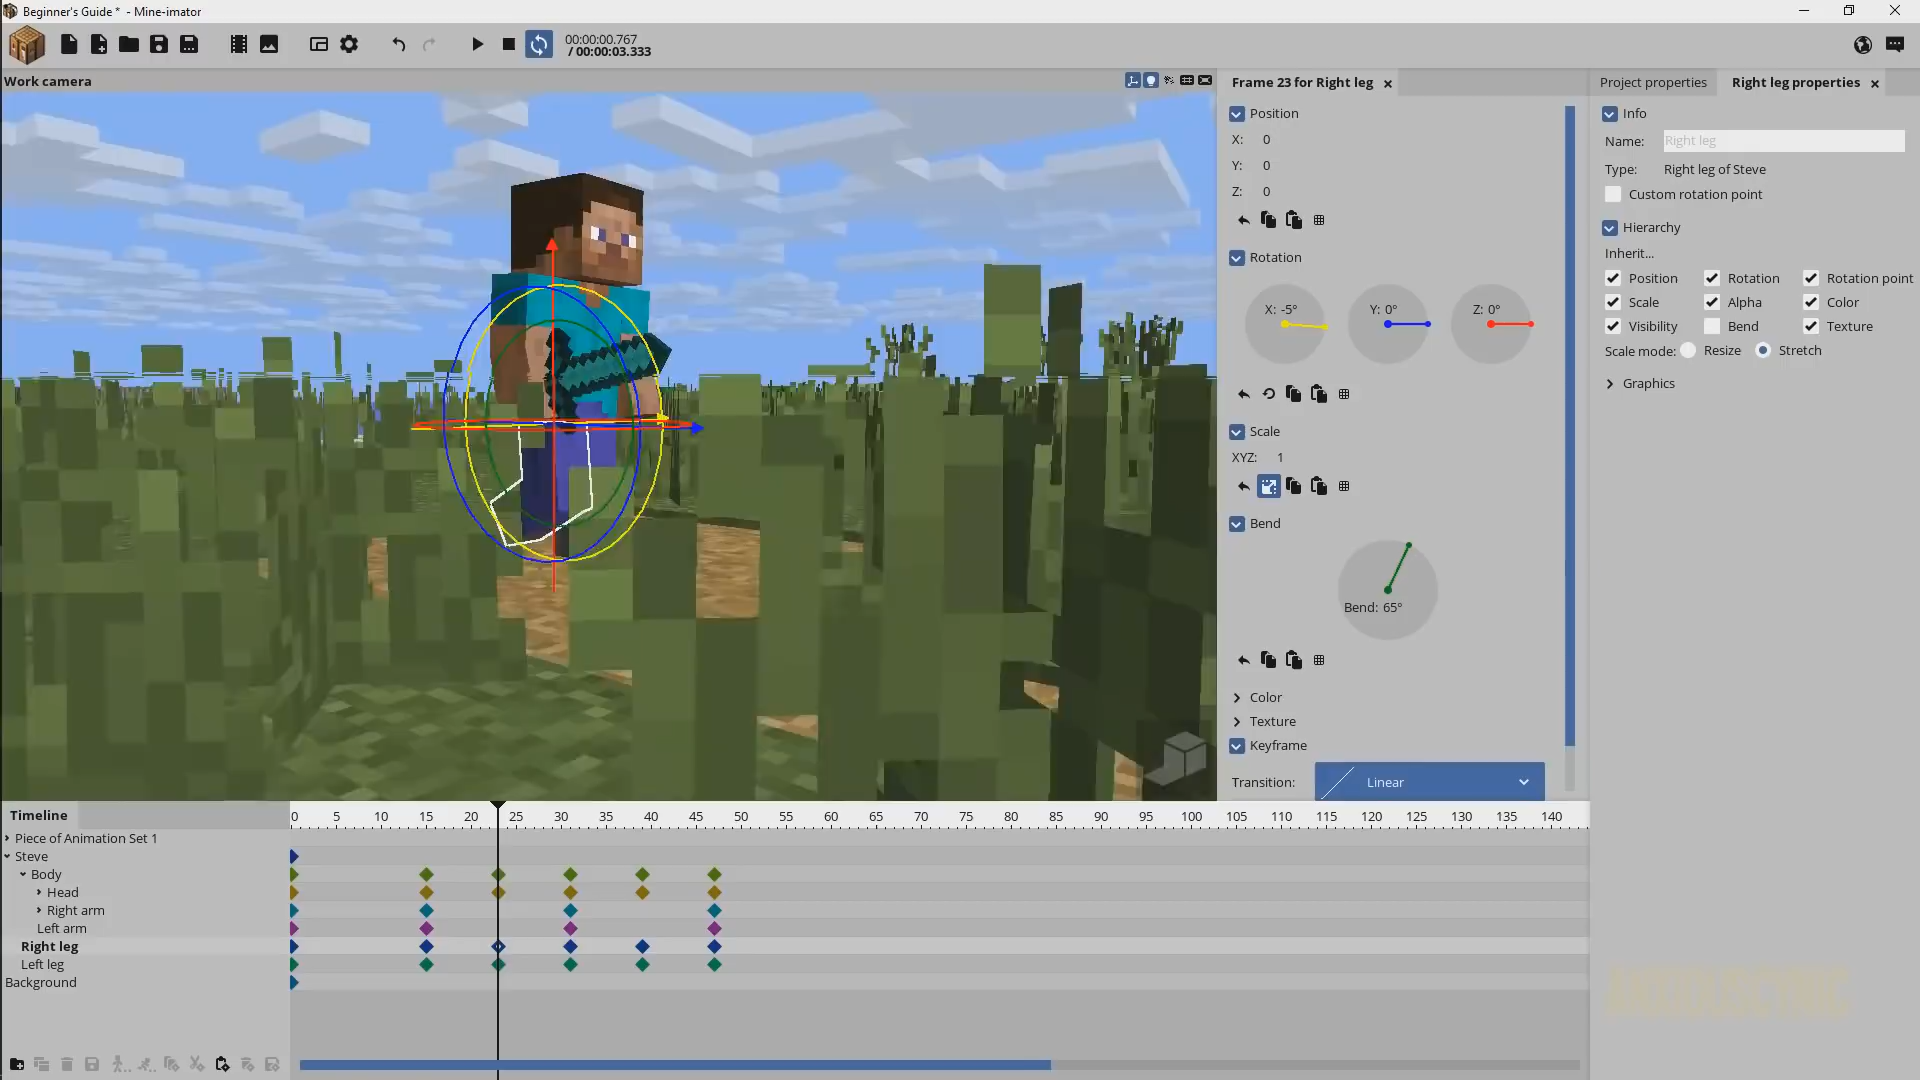 Beginner's Guide * - Mine-imator
00:00:00.767
/ 00:00:03.333
Work camera
Frame 23 for Right leg
Position
X: 0
Y: 0
Z: 0
Rotation
X: -5° Y: 0° Z: 0°
Scale
XYZ: 1
Bend
Bend: 65°
Color
Texture
Keyframe
Transition: Linear
Project properties Right leg properties
Info
Name: Right leg
Type: Right leg of Steve
Custom rotation point
Hierarchy
Inherit...
Position Rotation Rotation point
Scale Alpha Color
Visibility Bend Texture
Scale mode: Resize Stretch
Graphics
Timeline
0 5 10 15 20 25 30 35 40 45 50 55 60 65 70 75 80 85 90 95 100 105 110 115 120 125 130 135 140
Piece of Animation Set 1
Steve
Body
Head
Right arm
Left arm
Right leg
Left leg
Background